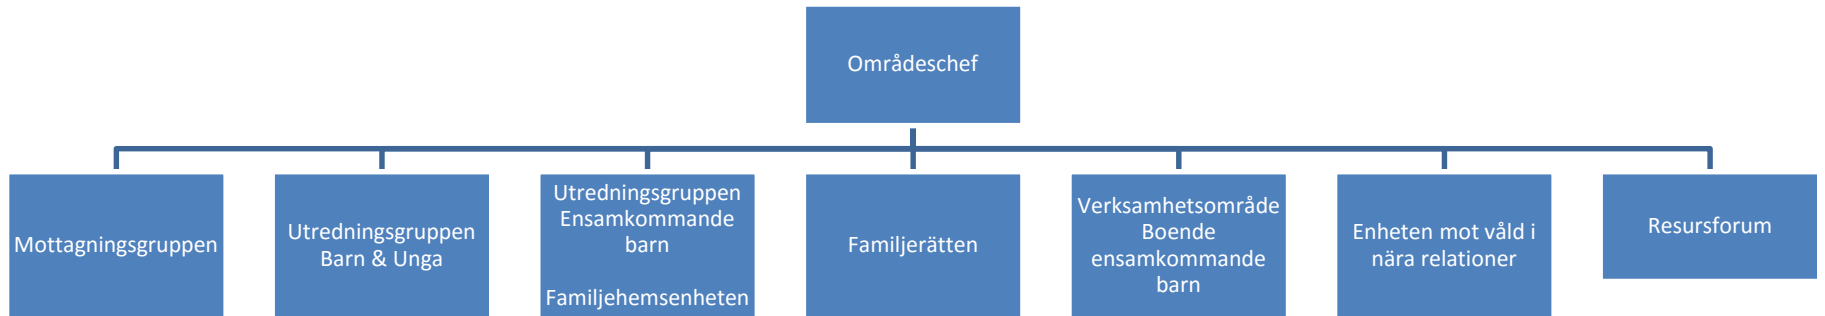 Områdeschef
Mottagningsgruppen
Utredningsgruppen
Barn & Unga
Utredningsgruppen
Ensamkommande
barn
Familjehemsenheten
Familjerätten
Verksamhetsområde
Boende
ensamkommande
barn
Enheten mot våld i
nära relationer
Resursforum